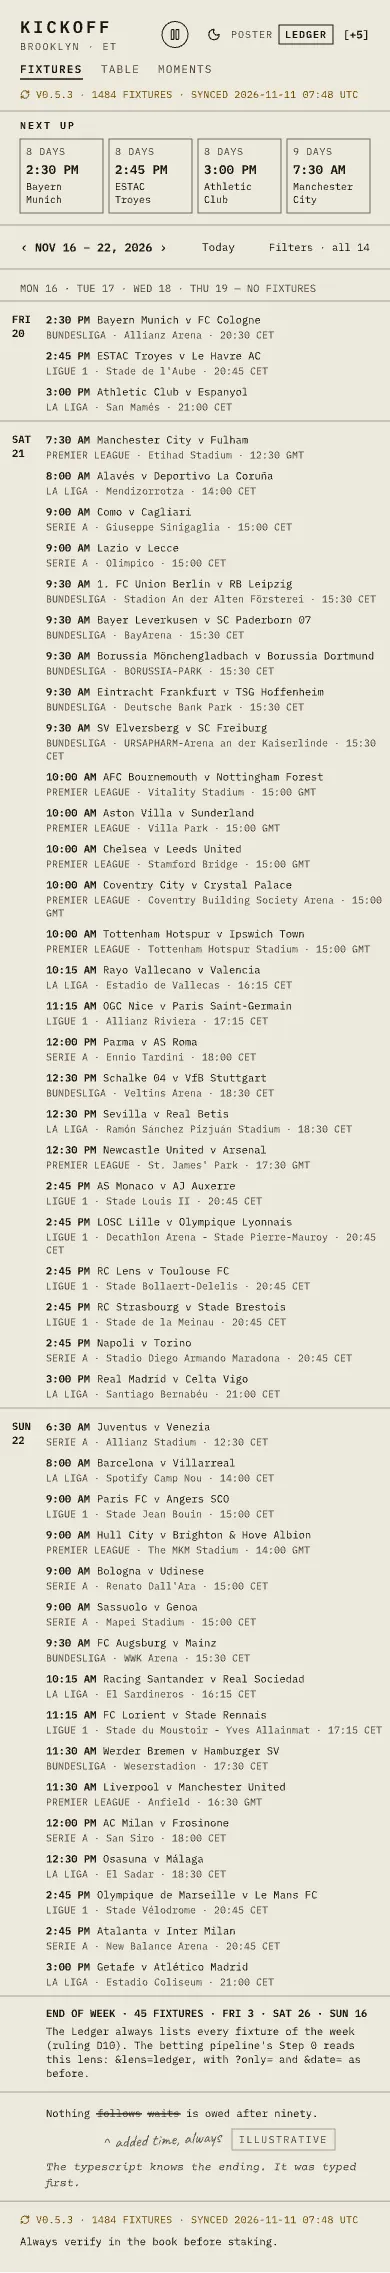 KICKOFF
BROOKLYN · ET
POSTER LEDGER [+5]
FIXTURES TABLE MOMENTS
V0.5.3 · 1484 FIXTURES · SYNCED 2026-11-11 07:48 UTC
NEXT UP
8 DAYS
2:30 PM
Bayern
Munich
8 DAYS
2:45 PM
ESTAC
Troyes
8 DAYS
3:00 PM
Athletic
Club
9 DAYS
7:30 AM
Manchester
City
‹ NOV 16 – 22, 2026 › Today Filters · all 14
MON 16 · TUE 17 · WED 18 · THU 19 — NO FIXTURES
FRI
20
2:30 PM Bayern Munich v FC Cologne
BUNDESLIGA · Allianz Arena · 20:30 CET
2:45 PM ESTAC Troyes v Le Havre AC
LIGUE 1 · Stade de l'Aube · 20:45 CET
3:00 PM Athletic Club v Espanyol
LA LIGA · San Mamés · 21:00 CET
SAT
21
7:30 AM Manchester City v Fulham
PREMIER LEAGUE · Etihad Stadium · 12:30 GMT
8:00 AM Alavés v Deportivo La Coruña
LA LIGA · Mendizorrotza · 14:00 CET
9:00 AM Como v Cagliari
SERIE A · Giuseppe Sinigaglia · 15:00 CET
9:00 AM Lazio v Lecce
SERIE A · Olimpico · 15:00 CET
9:30 AM 1. FC Union Berlin v RB Leipzig
BUNDESLIGA · Stadion An der Alten Försterei · 15:30 CET
9:30 AM Bayer Leverkusen v SC Paderborn 07
BUNDESLIGA · BayArena · 15:30 CET
9:30 AM Borussia Mönchengladbach v Borussia Dortmund
BUNDESLIGA · BORUSSIA-PARK · 15:30 CET
9:30 AM Eintracht Frankfurt v TSG Hoffenheim
BUNDESLIGA · Deutsche Bank Park · 15:30 CET
9:30 AM SV Elversberg v SC Freiburg
BUNDESLIGA · URSAPHARM-Arena an der Kaiserlinde · 15:30
CET
10:00 AM AFC Bournemouth v Nottingham Forest
PREMIER LEAGUE · Vitality Stadium · 15:00 GMT
10:00 AM Aston Villa v Sunderland
PREMIER LEAGUE · Villa Park · 15:00 GMT
10:00 AM Chelsea v Leeds United
PREMIER LEAGUE · Stamford Bridge · 15:00 GMT
10:00 AM Coventry City v Crystal Palace
PREMIER LEAGUE · Coventry Building Society Arena · 15:00
GMT
10:00 AM Tottenham Hotspur v Ipswich Town
PREMIER LEAGUE · Tottenham Hotspur Stadium · 15:00 GMT
10:15 AM Rayo Vallecano v Valencia
LA LIGA · Estadio de Vallecas · 16:15 CET
11:15 AM OGC Nice v Paris Saint-Germain
LIGUE 1 · Allianz Riviera · 17:15 CET
12:00 PM Parma v AS Roma
SERIE A · Ennio Tardini · 18:00 CET
12:30 PM Schalke 04 v VfB Stuttgart
BUNDESLIGA · Veltins Arena · 18:30 CET
12:30 PM Sevilla v Real Betis
LA LIGA · Ramón Sánchez Pizjuán Stadium · 18:30 CET
12:30 PM Newcastle United v Arsenal
PREMIER LEAGUE · St. James' Park · 17:30 GMT
2:45 PM AS Monaco v AJ Auxerre
LIGUE 1 · Stade Louis II · 20:45 CET
2:45 PM LOSC Lille v Olympique Lyonnais
LIGUE 1 · Decathlon Arena - Stade Pierre-Mauroy · 20:45
CET
2:45 PM RC Lens v Toulouse FC
LIGUE 1 · Stade Bollaert-Delelis · 20:45 CET
2:45 PM RC Strasbourg v Stade Brestois
LIGUE 1 · Stade de la Meinau · 20:45 CET
2:45 PM Napoli v Torino
SERIE A · Stadio Diego Armando Maradona · 20:45 CET
3:00 PM Real Madrid v Celta Vigo
LA LIGA · Santiago Bernabéu · 21:00 CET
SUN
22
6:30 AM Juventus v Venezia
SERIE A · Allianz Stadium · 12:30 CET
8:00 AM Barcelona v Villarreal
LA LIGA · Spotify Camp Nou · 14:00 CET
9:00 AM Paris FC v Angers SCO
LIGUE 1 · Stade Jean Bouin · 15:00 CET
9:00 AM Hull City v Brighton & Hove Albion
PREMIER LEAGUE · The MKM Stadium · 14:00 GMT
9:00 AM Bologna v Udinese
SERIE A · Renato Dall'Ara · 15:00 CET
9:00 AM Sassuolo v Genoa
SERIE A · Mapei Stadium · 15:00 CET
9:30 AM FC Augsburg v Mainz
BUNDESLIGA · WWK Arena · 15:30 CET
10:15 AM Racing Santander v Real Sociedad
LA LIGA · El Sardinero · 16:15 CET
11:15 AM FC Lorient v Stade Rennais
LIGUE 1 · Stade du Moustoir - Yves Allainmat · 17:15 CET
11:30 AM Werder Bremen v Hamburger SV
BUNDESLIGA · Weserstadion · 17:30 CET
11:30 AM Liverpool v Manchester United
PREMIER LEAGUE · Anfield · 16:30 GMT
12:00 PM AC Milan v Frosinone
SERIE A · San Siro · 18:00 CET
12:30 PM Osasuna v Málaga
LA LIGA · El Sadar · 18:30 CET
2:45 PM Olympique de Marseille v Le Mans FC
LIGUE 1 · Stade Vélodrome · 20:45 CET
2:45 PM Atalanta v Inter Milan
SERIE A · New Balance Arena · 20:45 CET
3:00 PM Getafe v Atlético Madrid
LA LIGA · Estadio Coliseum · 21:00 CET
END OF WEEK · 45 FIXTURES · FRI 3 · SAT 26 · SUN 16
The Ledger always lists every fixture of the week
(ruling D10). The betting pipeline's Step 0 reads
this lens: &lens=ledger, with ?only= and &date= as
before.
Nothing follows waits is owed after ninety.
^ added time, always ILLUSTRATIVE
The typescript knows the ending. It was typed
first.
V0.5.3 · 1484 FIXTURES · SYNCED 2026-11-11 07:48 UTC
Always verify in the book before staking.